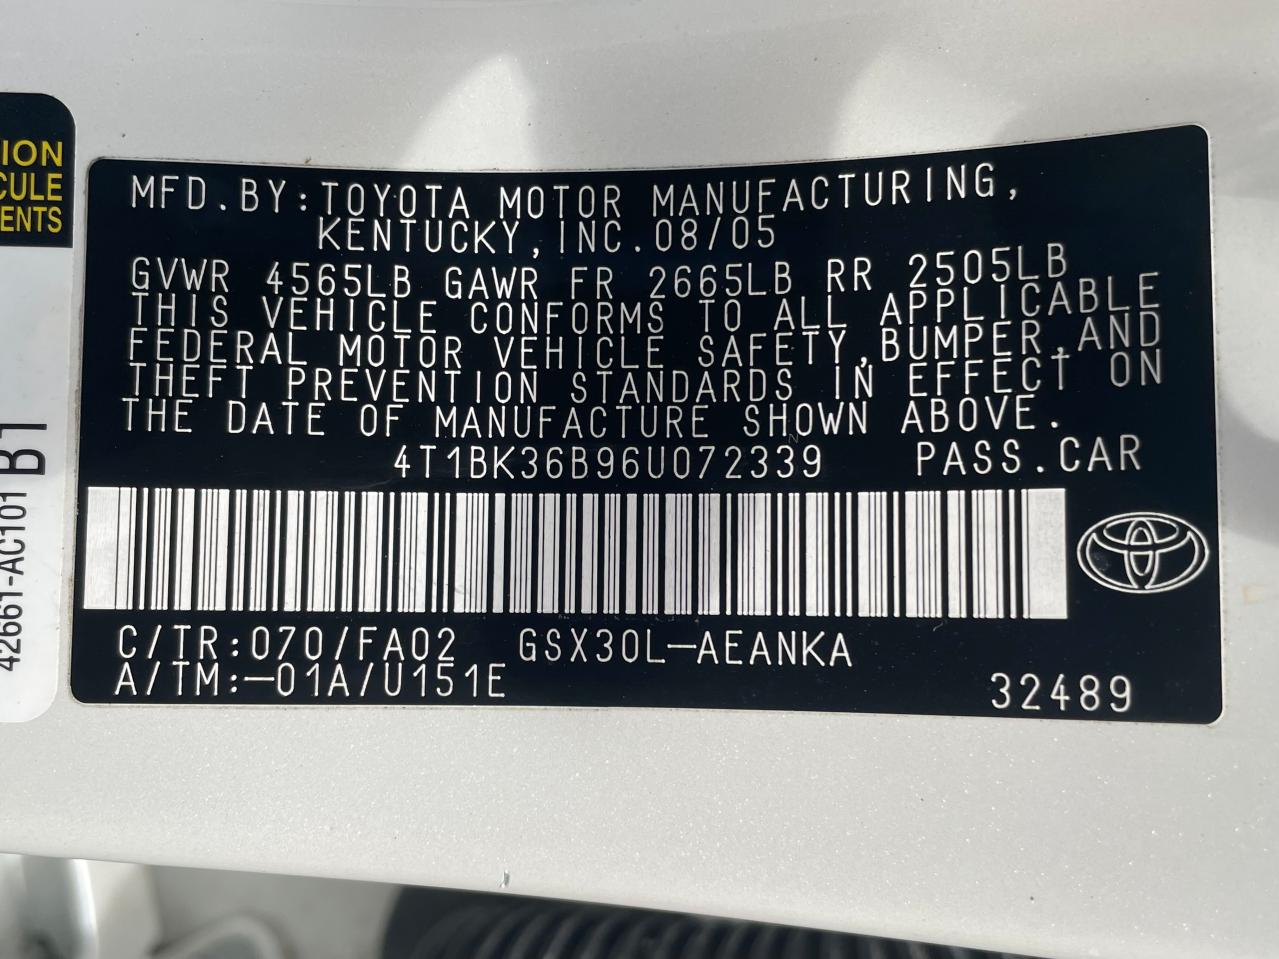 ION
CULE
ENTS
42661-AC101 B1
MFD.BY:TOYOTA MOTOR MANUFACTURING,
KENTUCKY,INC.08/05
GVWR 4565LB GAWR FR 2665LB RR 2505LB
THIS VEHICLE CONFORMS TO ALL APPLICABLE
FEDERAL MOTOR VEHICLE SAFETY,BUMPER,AND
THEFT PREVENTION STANDARDS IN EFFECT ON
THE DATE OF MANUFACTURE SHOWN ABOVE.
4T1BK36B96U072339 PASS.CAR
C/TR:070/FA02 GSX30L-AEANKA
A/TM:-01A/U151E 32489